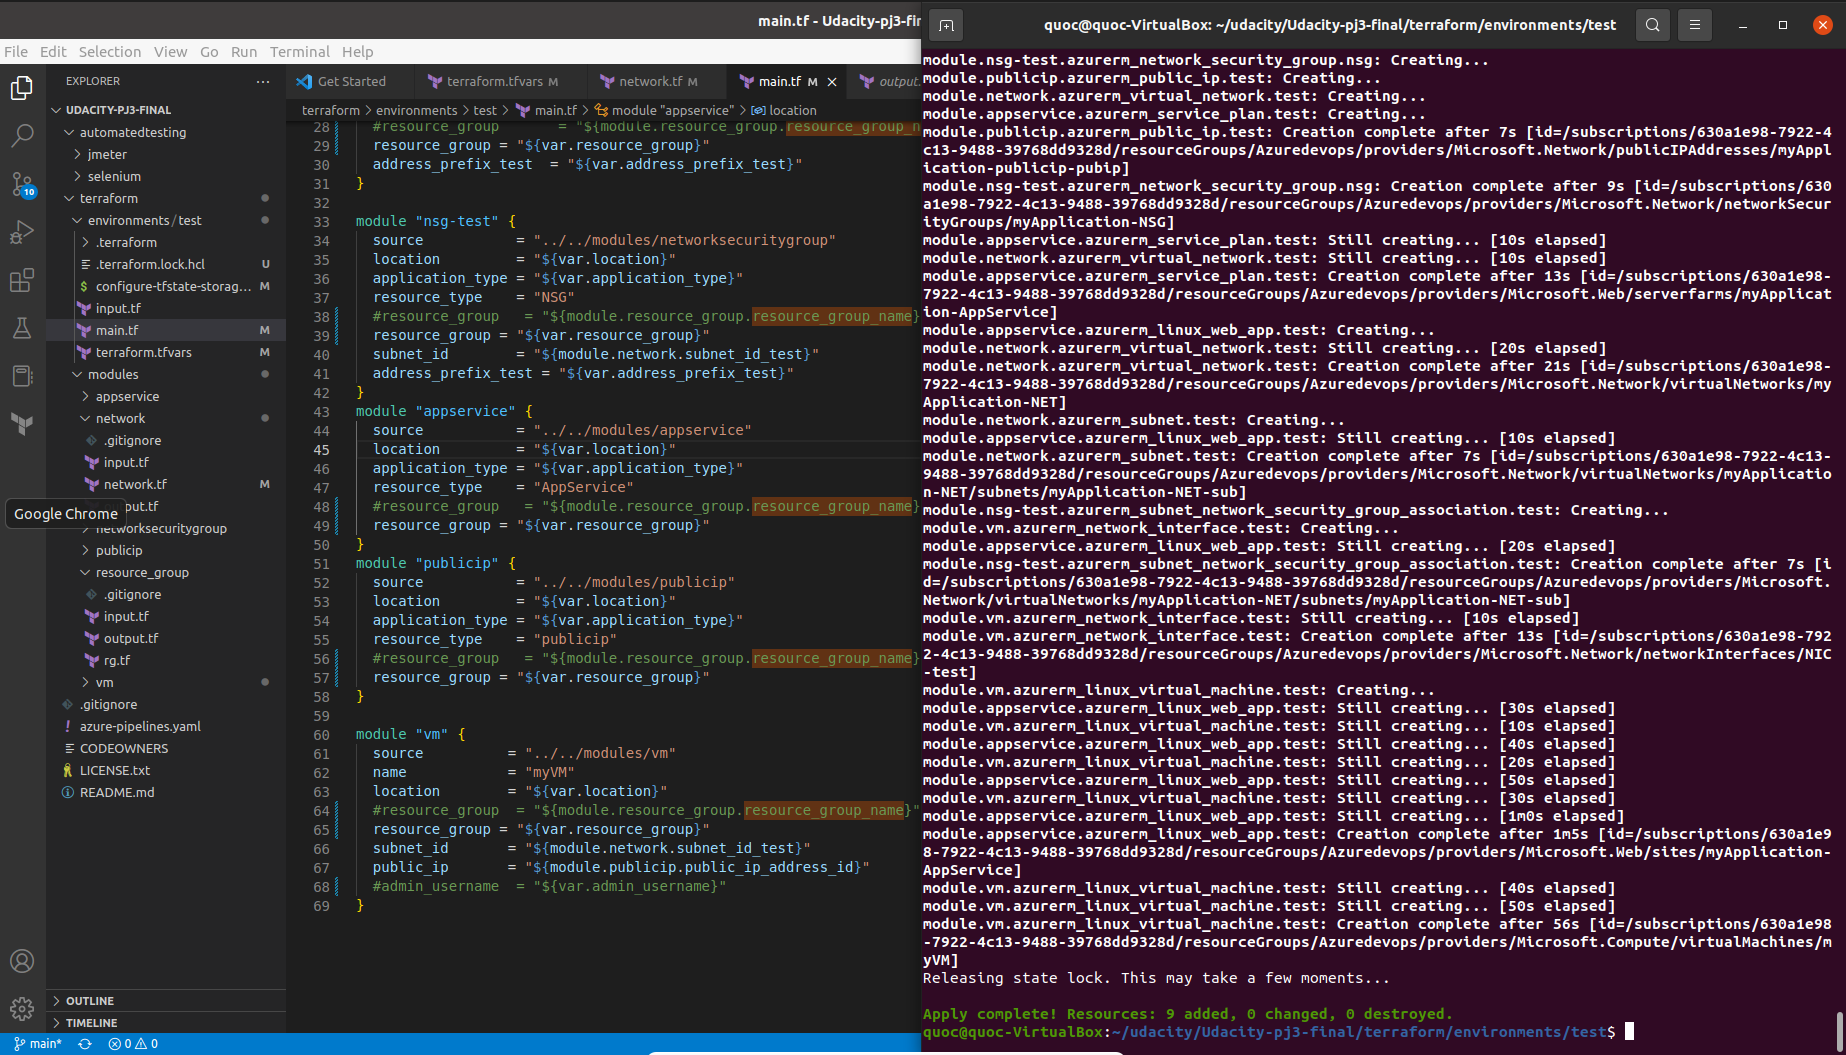 main.tf - Udacity-pj3-fin
File Edit Selection View Go Run Terminal Help
EXPLORER
UDACITY-PJ3-FINAL
automatedtesting
jmeter
selenium
10
terraform
environments/test
.terraform
.terraform.lock.hcl U
configure-tfstate-storag... M
input.tf
main.tf M
terraform.tfvars M
modules
appservice
network
.gitignore
input.tf
network.tf M
put.tf
Google Chrome
networksecuritygroup
publicip
resource_group
.gitignore
input.tf
output.tf
rg.tf
vm
.gitignore
azure-pipelines.yaml
CODEOWNERS
LICENSE.txt
README.md
OUTLINE
TIMELINE
main* 0 0
Get Started terraform.tfvars M network.tf M main.tf M output.
terraform > environments > test > main.tf > module "appservice" > location
28 #resource_group = "${module.resource_group.resource_group_n
29 resource_group = "${var.resource_group}"
30 address_prefix_test = "${var.address_prefix_test}"
31 }
32
33 module "nsg-test" {
34 source = "../../modules/networksecuritygroup"
35 location = "${var.location}"
36 application_type = "${var.application_type}"
37 resource_type = "NSG"
38 #resource_group = "${module.resource_group.resource_group_name}
39 resource_group = "${var.resource_group}"
40 subnet_id = "${module.network.subnet_id_test}"
41 address_prefix_test = "${var.address_prefix_test}"
42 }
43 module "appservice" {
44 source = "../../modules/appservice"
45 location = "${var.location}"
46 application_type = "${var.application_type}"
47 resource_type = "AppService"
48 #resource_group = "${module.resource_group.resource_group_name}
49 resource_group = "${var.resource_group}"
50 }
51 module "publicip" {
52 source = "../../modules/publicip"
53 location = "${var.location}"
54 application_type = "${var.application_type}"
55 resource_type = "publicip"
56 #resource_group = "${module.resource_group.resource_group_name}
57 resource_group = "${var.resource_group}"
58 }
59
60 module "vm" {
61 source = "../../modules/vm"
62 name = "myVM"
63 location = "${var.location}"
64 #resource_group = "${module.resource_group.resource_group_name}"
65 resource_group = "${var.resource_group}"
66 subnet_id = "${module.network.subnet_id_test}"
67 public_ip = "${module.publicip.public_ip_address_id}"
68 #admin_username = "${var.admin_username}"
69 }
quoc@quoc-VirtualBox: ~/udacity/Udacity-pj3-final/terraform/environments/test
module.nsg-test.azurerm_network_security_group.nsg: Creating...
module.publicip.azurerm_public_ip.test: Creating...
module.network.azurerm_virtual_network.test: Creating...
module.appservice.azurerm_service_plan.test: Creating...
module.publicip.azurerm_public_ip.test: Creation complete after 7s [id=/subscriptions/630a1e98-7922-4
c13-9488-39768dd9328d/resourceGroups/Azuredevops/providers/Microsoft.Network/publicIPAddresses/myAppl
ication-publicip-pubip]
module.nsg-test.azurerm_network_security_group.nsg: Creation complete after 9s [id=/subscriptions/630
a1e98-7922-4c13-9488-39768dd9328d/resourceGroups/Azuredevops/providers/Microsoft.Network/networkSecur
ityGroups/myApplication-NSG]
module.appservice.azurerm_service_plan.test: Still creating... [10s elapsed]
module.network.azurerm_virtual_network.test: Still creating... [10s elapsed]
module.appservice.azurerm_service_plan.test: Creation complete after 13s [id=/subscriptions/630a1e98-
7922-4c13-9488-39768dd9328d/resourceGroups/Azuredevops/providers/Microsoft.Web/serverfarms/myApplicat
ion-AppService]
module.appservice.azurerm_linux_web_app.test: Creating...
module.network.azurerm_virtual_network.test: Still creating... [20s elapsed]
module.network.azurerm_virtual_network.test: Creation complete after 21s [id=/subscriptions/630a1e98-
7922-4c13-9488-39768dd9328d/resourceGroups/Azuredevops/providers/Microsoft.Network/virtualNetworks/my
Application-NET]
module.network.azurerm_subnet.test: Creating...
module.appservice.azurerm_linux_web_app.test: Still creating... [10s elapsed]
module.network.azurerm_subnet.test: Creation complete after 7s [id=/subscriptions/630a1e98-7922-4c13-
9488-39768dd9328d/resourceGroups/Azuredevops/providers/Microsoft.Network/virtualNetworks/myApplicatio
n-NET/subnets/myApplication-NET-sub]
module.nsg-test.azurerm_subnet_network_security_group_association.test: Creating...
module.vm.azurerm_network_interface.test: Creating...
module.appservice.azurerm_linux_web_app.test: Still creating... [20s elapsed]
module.nsg-test.azurerm_subnet_network_security_group_association.test: Creation complete after 7s [i
d=/subscriptions/630a1e98-7922-4c13-9488-39768dd9328d/resourceGroups/Azuredevops/providers/Microsoft.
Network/virtualNetworks/myApplication-NET/subnets/myApplication-NET-sub]
module.vm.azurerm_network_interface.test: Still creating... [10s elapsed]
module.vm.azurerm_network_interface.test: Creation complete after 13s [id=/subscriptions/630a1e98-792
2-4c13-9488-39768dd9328d/resourceGroups/Azuredevops/providers/Microsoft.Network/networkInterfaces/NIC
-test]
module.vm.azurerm_linux_virtual_machine.test: Creating...
module.appservice.azurerm_linux_web_app.test: Still creating... [30s elapsed]
module.vm.azurerm_linux_virtual_machine.test: Still creating... [10s elapsed]
module.appservice.azurerm_linux_web_app.test: Still creating... [40s elapsed]
module.vm.azurerm_linux_virtual_machine.test: Still creating... [20s elapsed]
module.appservice.azurerm_linux_web_app.test: Still creating... [50s elapsed]
module.vm.azurerm_linux_virtual_machine.test: Still creating... [30s elapsed]
module.appservice.azurerm_linux_web_app.test: Still creating... [1m0s elapsed]
module.appservice.azurerm_linux_web_app.test: Creation complete after 1m5s [id=/subscriptions/630a1e9
8-7922-4c13-9488-39768dd9328d/resourceGroups/Azuredevops/providers/Microsoft.Web/sites/myApplication-
AppService]
module.vm.azurerm_linux_virtual_machine.test: Still creating... [40s elapsed]
module.vm.azurerm_linux_virtual_machine.test: Still creating... [50s elapsed]
module.vm.azurerm_linux_virtual_machine.test: Creation complete after 56s [id=/subscriptions/630a1e98
-7922-4c13-9488-39768dd9328d/resourceGroups/Azuredevops/providers/Microsoft.Compute/virtualMachines/m
yVM]
Releasing state lock. This may take a few moments...

Apply complete! Resources: 9 added, 0 changed, 0 destroyed.
quoc@quoc-VirtualBox:~/udacity/Udacity-pj3-final/terraform/environments/test$